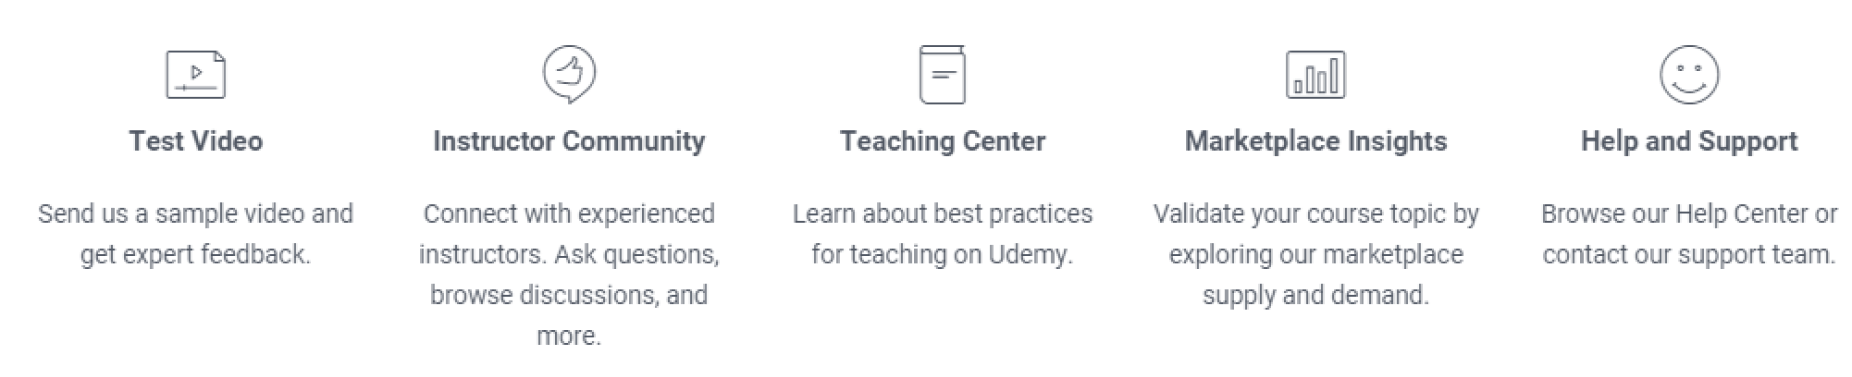 Test Video
Send us a sample video and
get expert feedback.
Instructor Community
Connect with experienced
instructors. Ask questions,
browse discussions, and
more.
Teaching Center
Learn about best practices
for teaching on Udemy.
Marketplace Insights
Validate your course topic by
exploring our marketplace
supply and demand.
Help and Support
Browse our Help Center or
contact our support team.